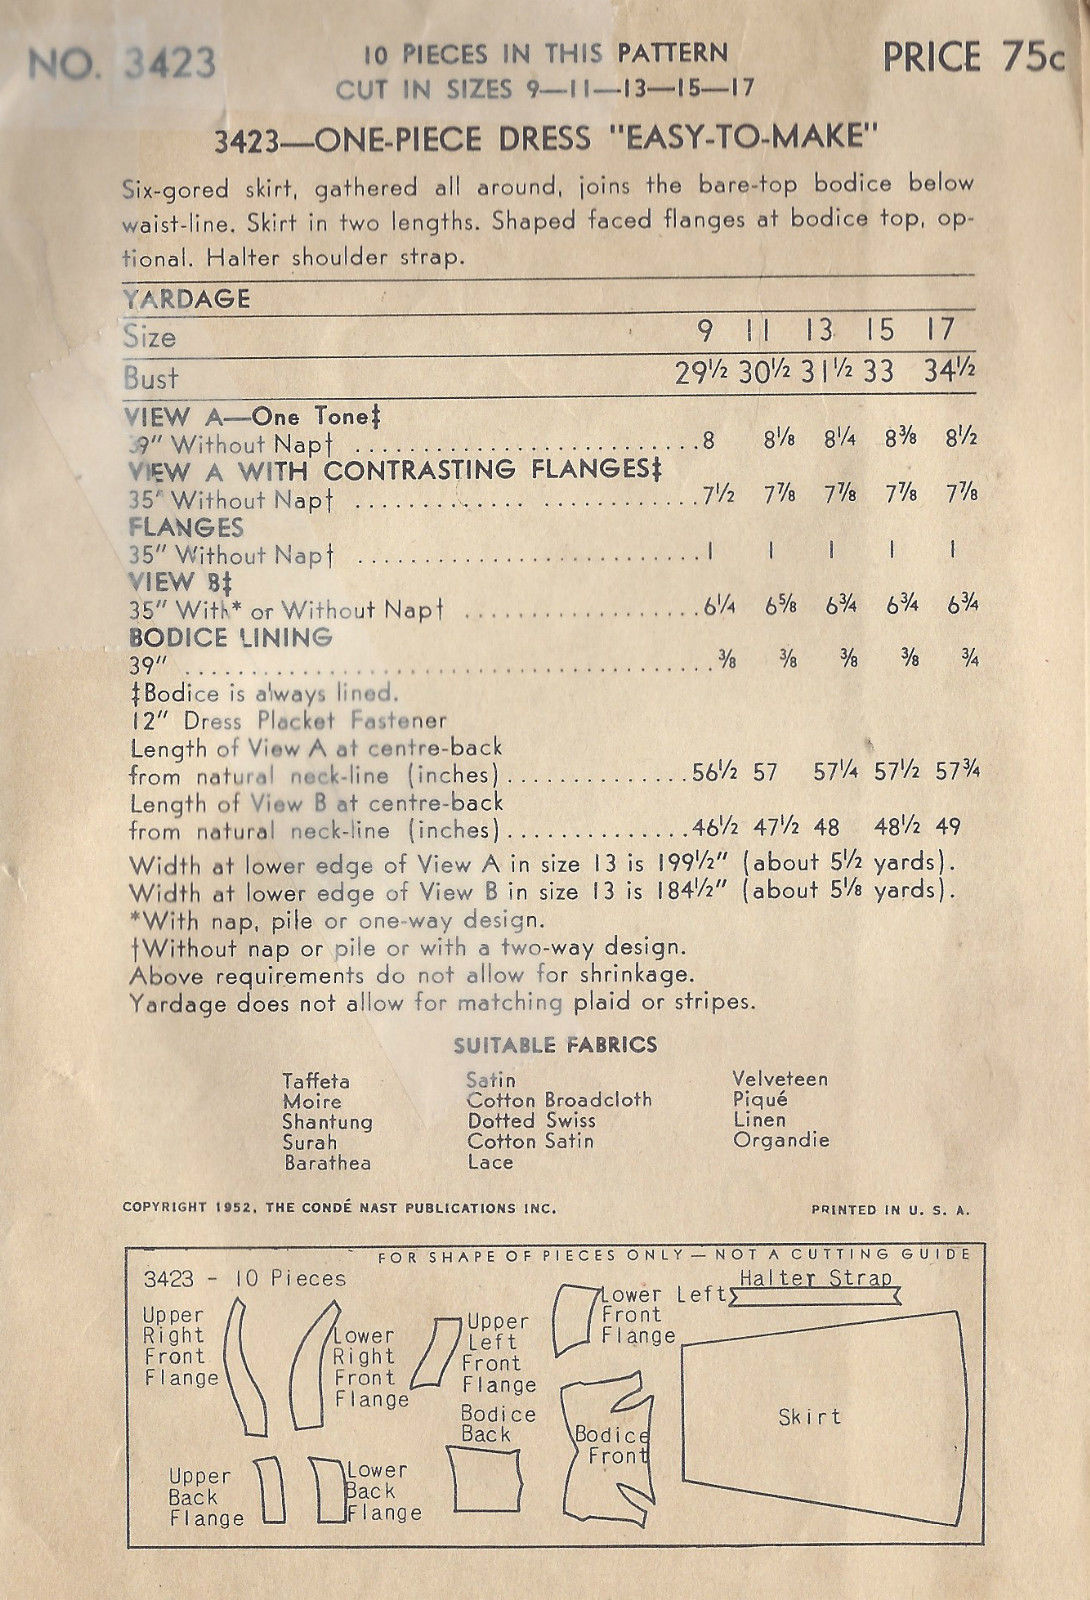 NO. 3423
10 PIECES IN THIS PATTERN
PRICE 75c
CUT IN SIZES 9—11—13—15—17
3423—ONE-PIECE DRESS "EASY-TO-MAKE"
Six-gored skirt, gathered all around, joins the bare-top bodice below
waist-line. Skirt in two lengths. Shaped faced flanges at bodice top, op-
tional. Halter shoulder strap.
YARDAGE
Size 9 11 13 15 17
Bust 29½ 30½ 31½ 33 34½
VIEW A—One Tone‡
39" Without Nap† ........................ 8 8⅛ 8¼ 8⅜ 8½
VIEW A WITH CONTRASTING FLANGES‡
35" Without Nap† ........................ 7½ 7⅞ 7⅞ 7⅞ 7⅞
FLANGES
35" Without Nap† ........................ 1 1 1 1 1
VIEW B‡
35" With* or Without Nap† ................ 6¼ 6⅝ 6¾ 6¾ 6¾
BODICE LINING
39" ..................................... ⅜ ⅜ ⅜ ⅜ ¾
‡Bodice is always lined.
12" Dress Placket Fastener
Length of View A at centre-back
from natural neck-line (inches).............. 56½ 57 57¼ 57½ 57¾
Length of View B at centre-back
from natural neck-line (inches).............. 46½ 47½ 48 48½ 49
Width at lower edge of View A in size 13 is 199½" (about 5½ yards).
Width at lower edge of View B in size 13 is 184½" (about 5⅛ yards).
*With nap, pile or one-way design.
†Without nap or pile or with a two-way design.
Above requirements do not allow for shrinkage.
Yardage does not allow for matching plaid or stripes.
SUITABLE FABRICS
Taffeta Satin Velveteen
Moire Cotton Broadcloth Piqué
Shantung Dotted Swiss Linen
Surah Cotton Satin Organdie
Barathea Lace
COPYRIGHT 1952, THE CONDÉ NAST PUBLICATIONS INC. PRINTED IN U. S. A.
FOR SHAPE OF PIECES ONLY — NOT A CUTTING GUIDE
3423 - 10 Pieces
Upper
Right
Front
Flange
Lower
Right
Front
Flange
Upper
Left
Front
Flange
Lower Left
Front
Flange
Halter Strap
Skirt
Bodice
Back
Bodice
Front
Upper
Back
Flange
Lower
Back
Flange